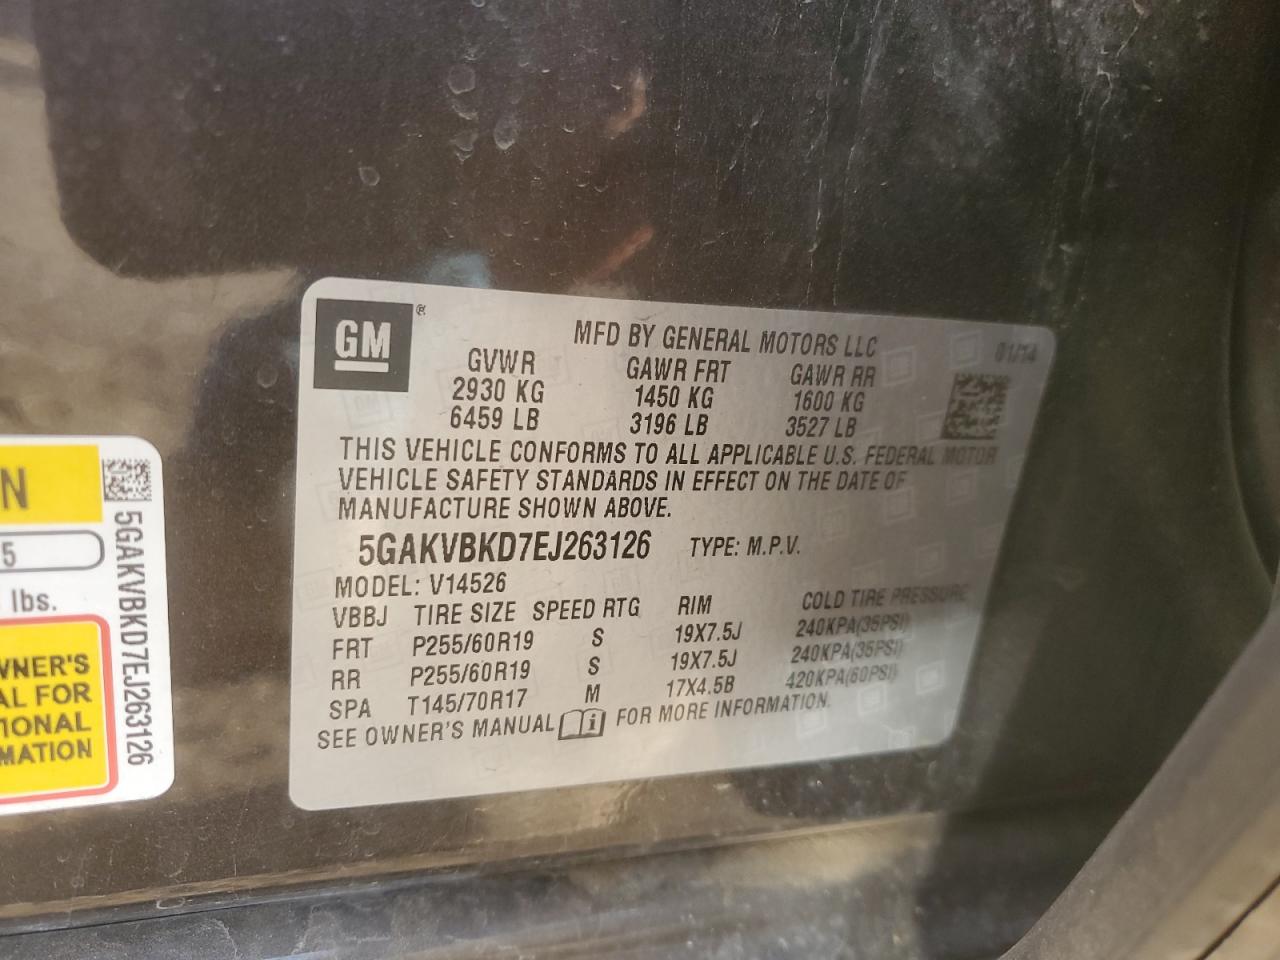 GM ®
MFD BY GENERAL MOTORS LLC
01/14
GVWR GAWR FRT GAWR RR
2930 KG 1450 KG 1600 KG
6459 LB 3196 LB 3527 LB
THIS VEHICLE CONFORMS TO ALL APPLICABLE U.S. FEDERAL MOTOR
VEHICLE SAFETY STANDARDS IN EFFECT ON THE DATE OF
MANUFACTURE SHOWN ABOVE.
5GAKVBKD7EJ263126 TYPE: M.P.V.
MODEL: V14526
VBBJ TIRE SIZE SPEED RTG RIM COLD TIRE PRESSURE
FRT P255/60R19 S 19X7.5J 240KPA(35PSI)
RR P255/60R19 S 19X7.5J 240KPA(35PSI)
SPA T145/70R17 M 17X4.5B 420KPA(60PSI)
SEE OWNER'S MANUAL FOR MORE INFORMATION.
N
5
lbs.
WNER'S
AL FOR
TIONAL
MATION
5GAKVBKD7EJ263126